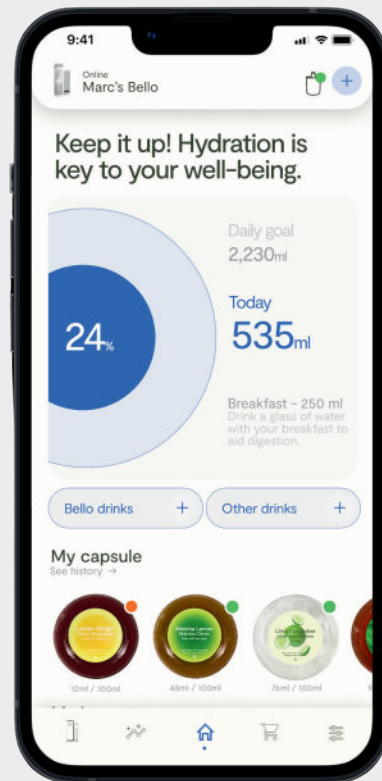 9:41
Online
Marc's Bello
Keep it up! Hydration is
key to your well-being.
Daily goal
2,230ml
24%
Today
535ml
Breakfast - 250 ml
Drink a glass of water
with your breakfast to
aid digestion.
Bello drinks +
Other drinks +
My capsule
See history →
Matcha Lemon
12ml / 100ml
48ml / 100ml
76ml / 100ml
9